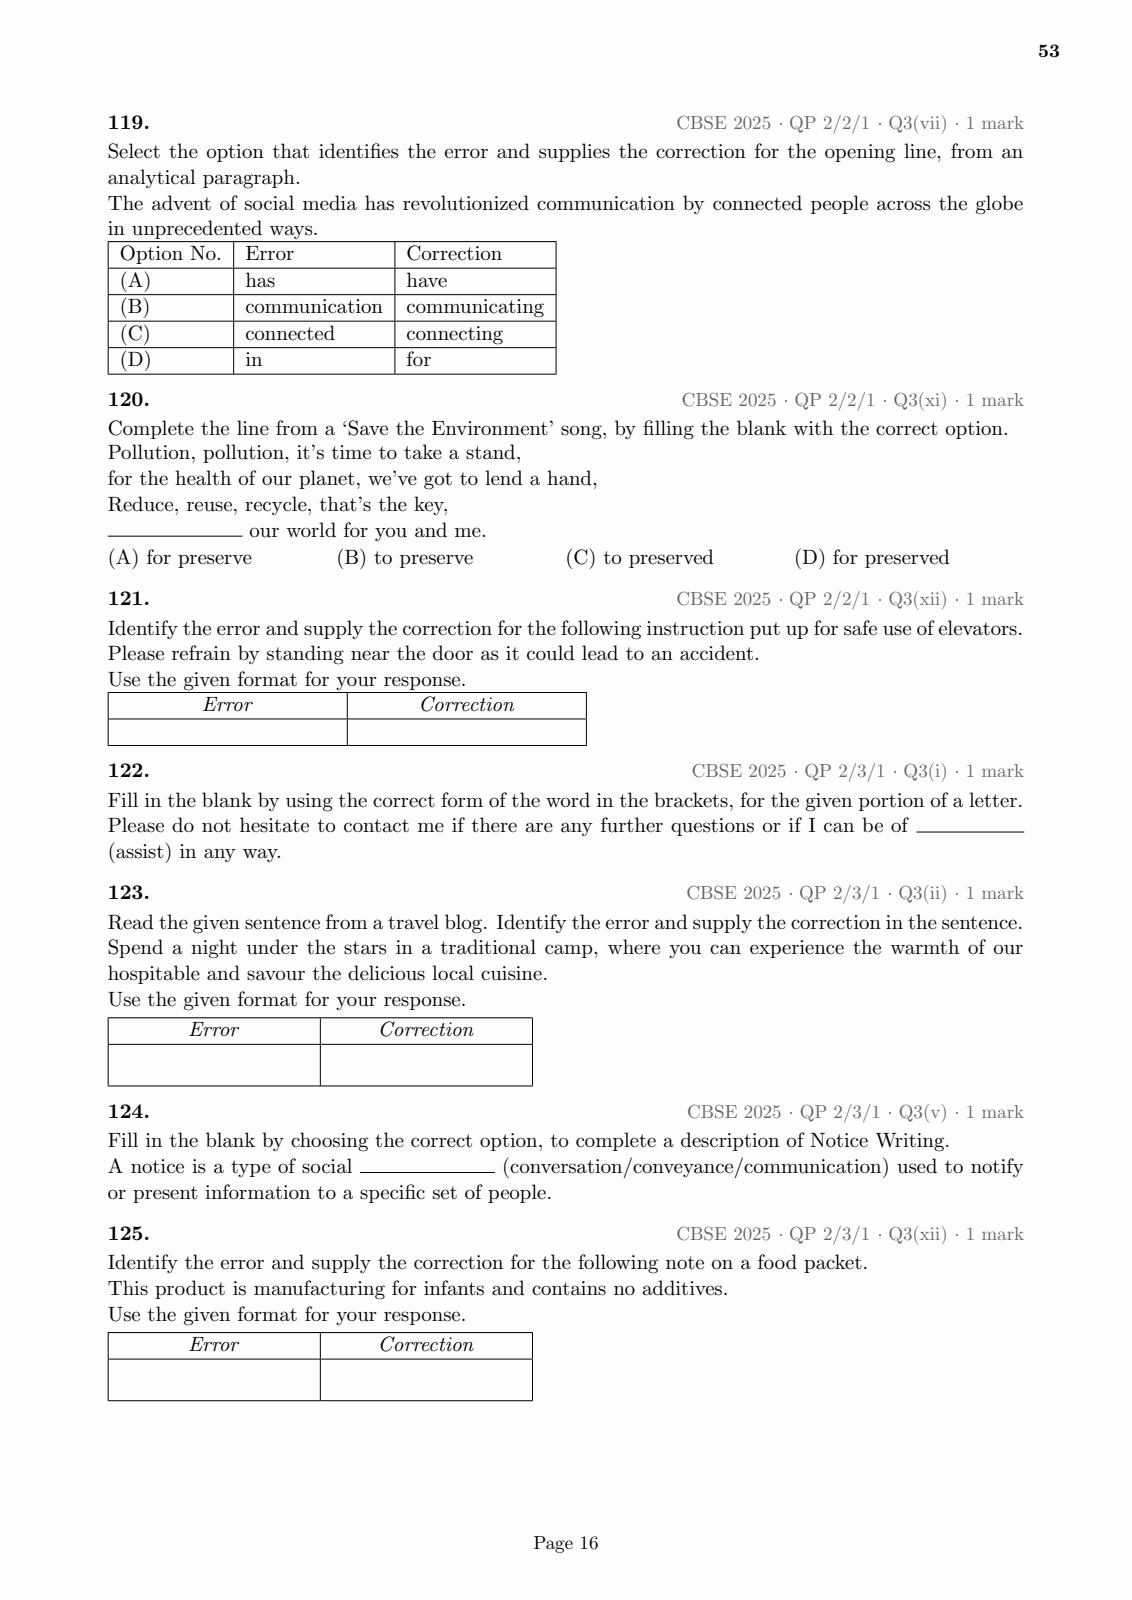 53
119. CBSE 2025 · QP 2/2/1 · Q3(vii) · 1 mark
Select the option that identifies the error and supplies the correction for the opening line, from an
analytical paragraph.
The advent of social media has revolutionized communication by connected people across the globe
in unprecedented ways.
Option No. Error Correction
(A) has have
(B) communication communicating
(C) connected connecting
(D) in for
120. CBSE 2025 · QP 2/2/1 · Q3(xi) · 1 mark
Complete the line from a ‘Save the Environment’ song, by filling the blank with the correct option.
Pollution, pollution, it’s time to take a stand,
for the health of our planet, we’ve got to lend a hand,
Reduce, reuse, recycle, that’s the key,
__________ our world for you and me.
(A) for preserve (B) to preserve (C) to preserved (D) for preserved
121. CBSE 2025 · QP 2/2/1 · Q3(xii) · 1 mark
Identify the error and supply the correction for the following instruction put up for safe use of elevators.
Please refrain by standing near the door as it could lead to an accident.
Use the given format for your response.
Error Correction
122. CBSE 2025 · QP 2/3/1 · Q3(i) · 1 mark
Fill in the blank by using the correct form of the word in the brackets, for the given portion of a letter.
Please do not hesitate to contact me if there are any further questions or if I can be of __________
(assist) in any way.
123. CBSE 2025 · QP 2/3/1 · Q3(ii) · 1 mark
Read the given sentence from a travel blog. Identify the error and supply the correction in the sentence.
Spend a night under the stars in a traditional camp, where you can experience the warmth of our
hospitable and savour the delicious local cuisine.
Use the given format for your response.
Error Correction
124. CBSE 2025 · QP 2/3/1 · Q3(v) · 1 mark
Fill in the blank by choosing the correct option, to complete a description of Notice Writing.
A notice is a type of social __________ (conversation/conveyance/communication) used to notify
or present information to a specific set of people.
125. CBSE 2025 · QP 2/3/1 · Q3(xii) · 1 mark
Identify the error and supply the correction for the following note on a food packet.
This product is manufacturing for infants and contains no additives.
Use the given format for your response.
Error Correction
Page 16